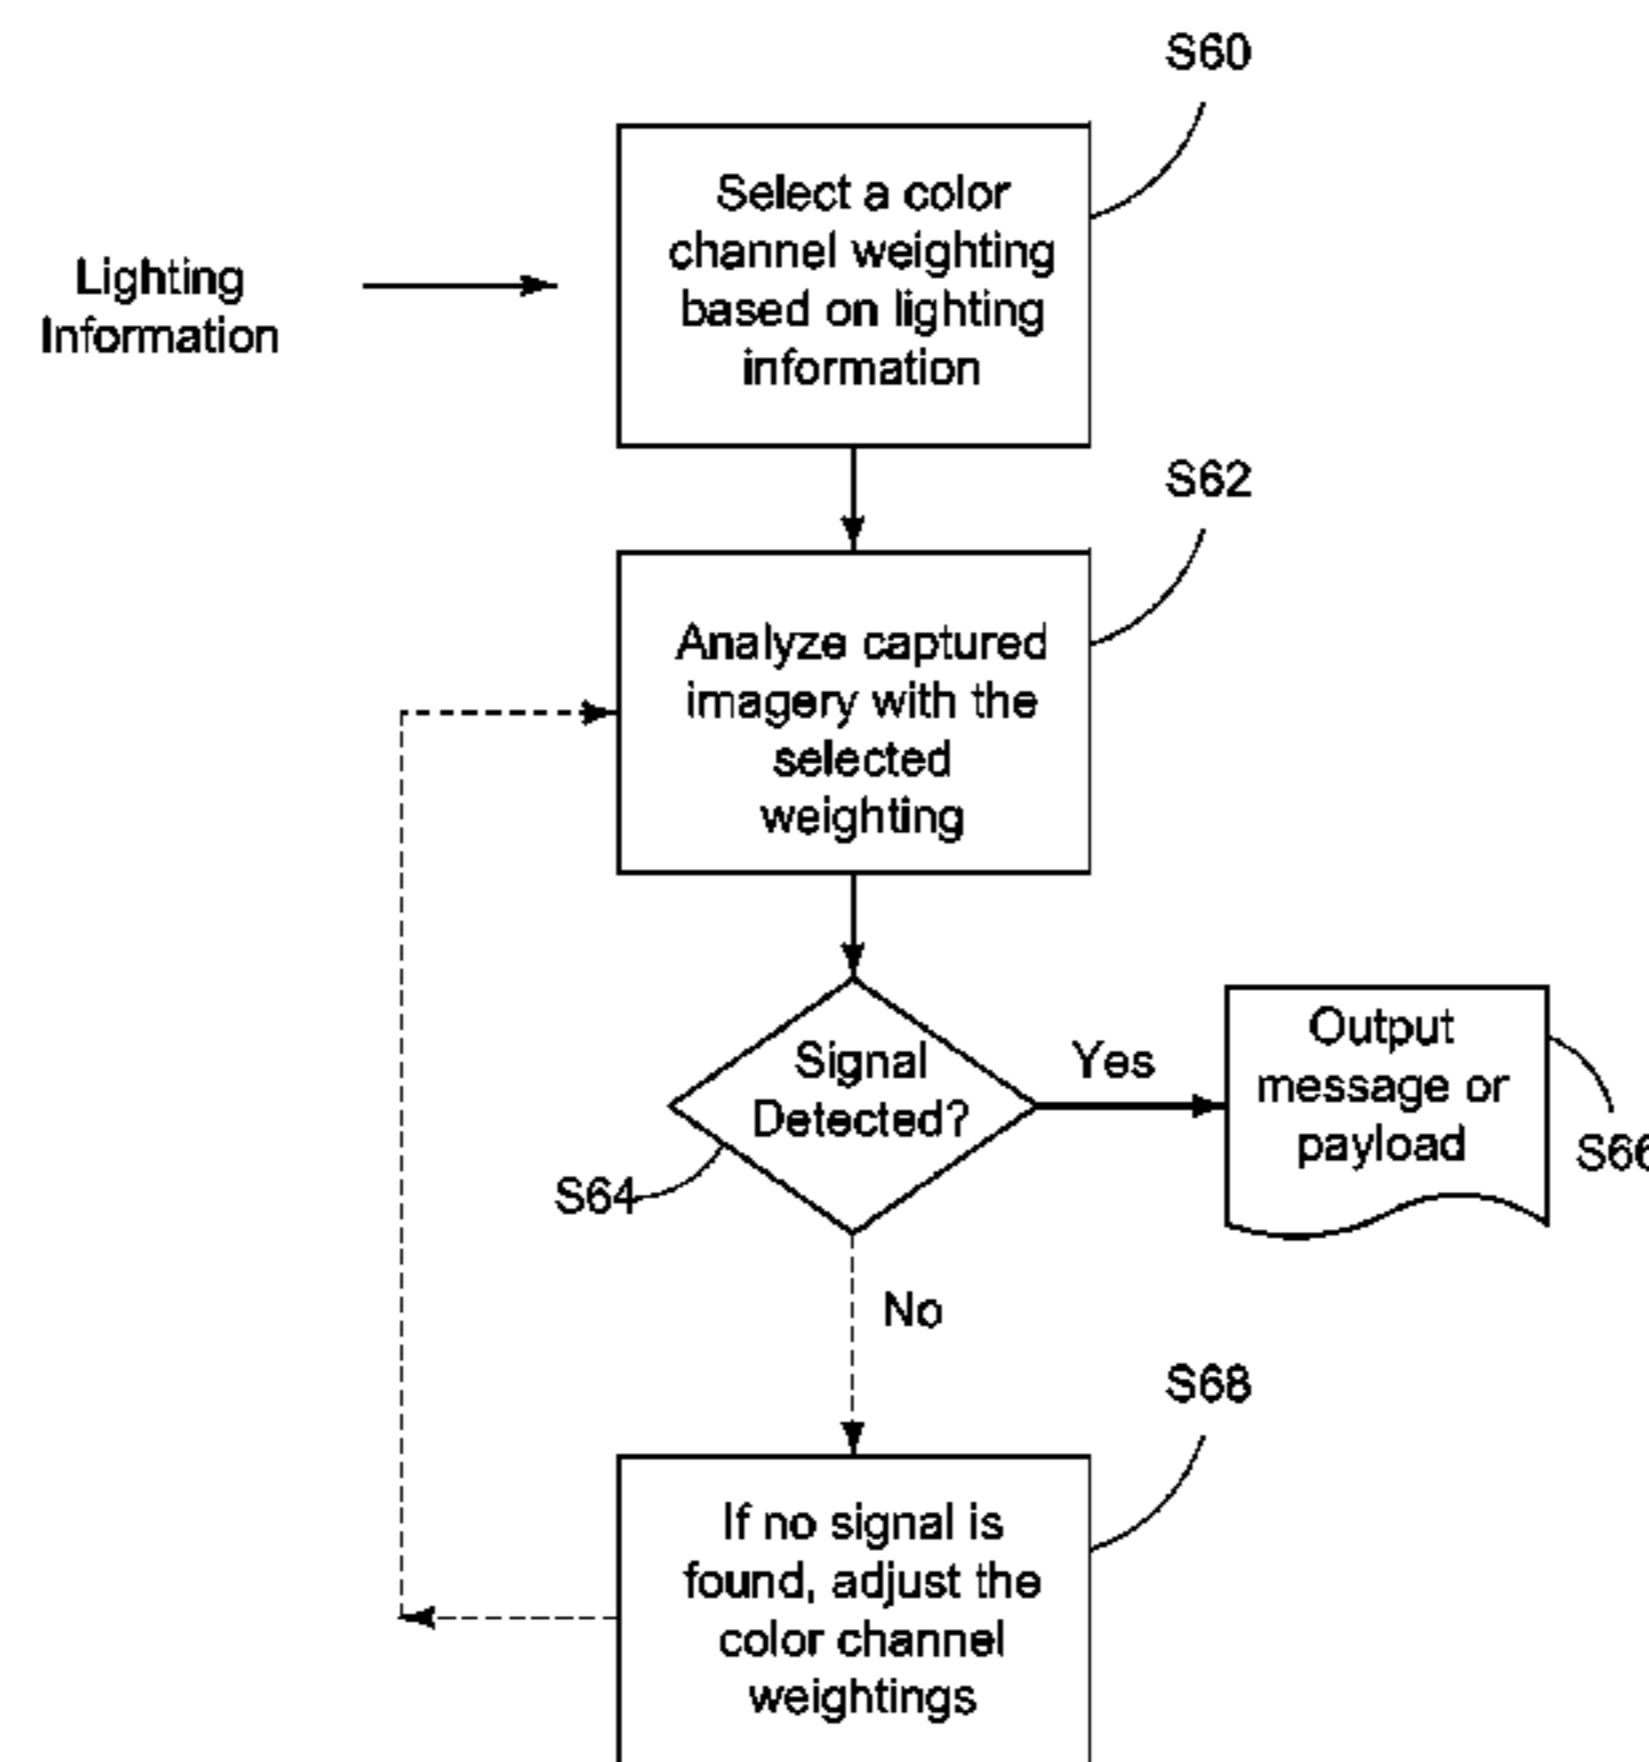 S60
Select a color
channel weighting
based on lighting
information
Lighting
Information
S62
Analyze captured
imagery with the
selected
weighting
Signal
Detected?
Yes
Output
message or
payload
S66
S64
No
S68
If no signal is
found, adjust the
color channel
weightings